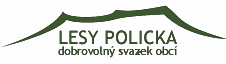 LESY POLICKA
dobrovolný svazek obcí